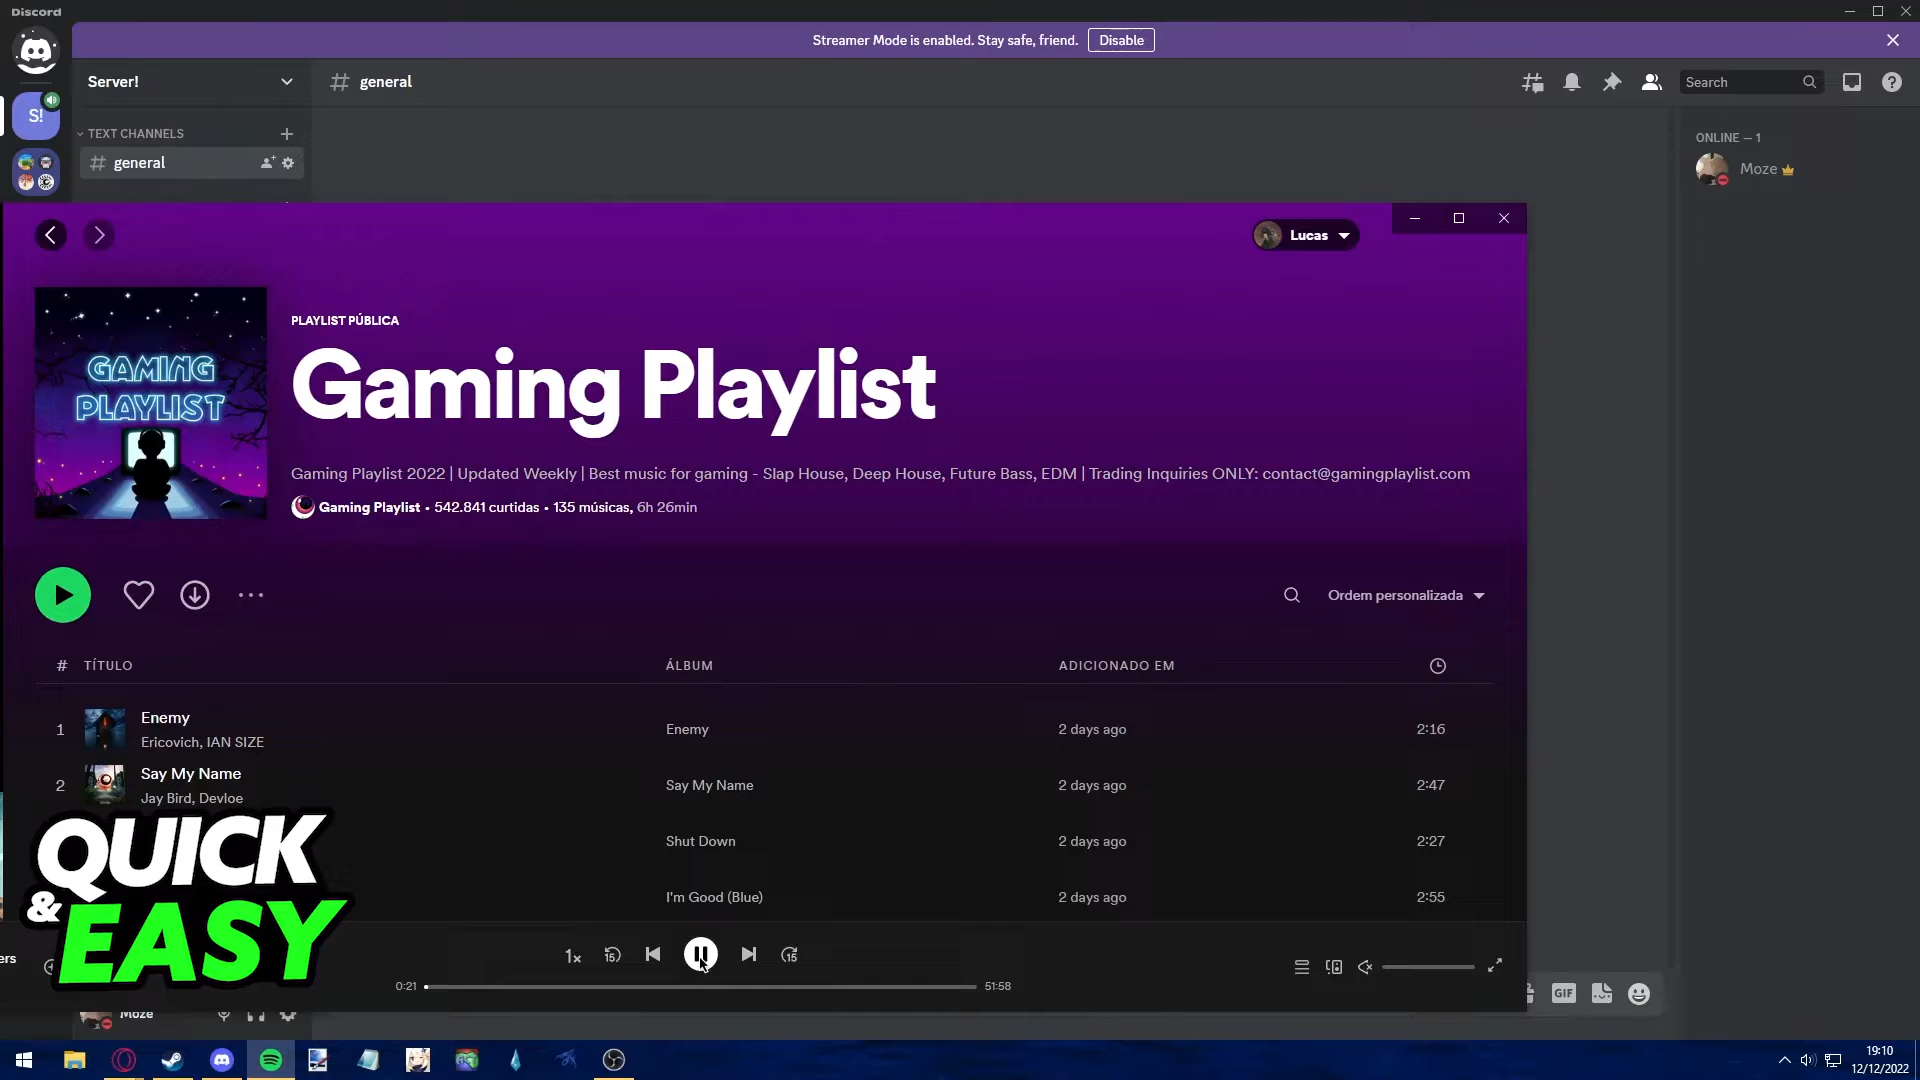 Discord
Streamer Mode is enabled. Stay safe, friend. Disable
Server!
general
Search
S!
TEXT CHANNELS
general
ONLINE — 1
Moze
Lucas
PLAYLIST PÚBLICA
Gaming Playlist
GAMING
PLAYLIST
Gaming Playlist 2022 | Updated Weekly | Best music for gaming - Slap House, Deep House, Future Bass, EDM | Trading Inquiries ONLY: contact@gamingplaylist.com
Gaming Playlist • 542.841 curtidas • 135 músicas, 6h 26min
Ordem personalizada
# TÍTULO ÁLBUM ADICIONADO EM
1 Enemy Enemy 2 days ago 2:16
Ericovich, IAN SIZE
2 Say My Name Say My Name 2 days ago 2:47
Jay Bird, Devloe
Shut Down 2 days ago 2:27
I'm Good (Blue) 2 days ago 2:55
QUICK
& EASY
ers
1x 15 15
0:21 51:58
GIF
Moze
19:10
12/12/2022